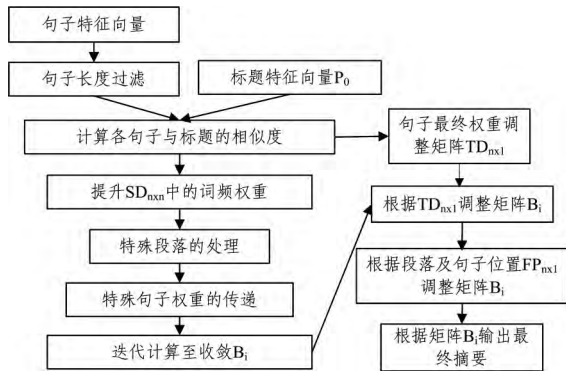 句子特征向量
句子长度过滤
标题特征向量P₀
计算各句子与标题的相似度
提升SDₙₓₙ中的词频权重
特殊段落的处理
特殊句子权重的传递
迭代计算至收敛Bᵢ
句子最终权重调
整矩阵TDₙₓ₁
根据TDₙₓ₁调整矩阵Bᵢ
根据段落及句子位置FPₙₓ₁
调整矩阵Bᵢ
根据矩阵Bᵢ输出最
终摘要